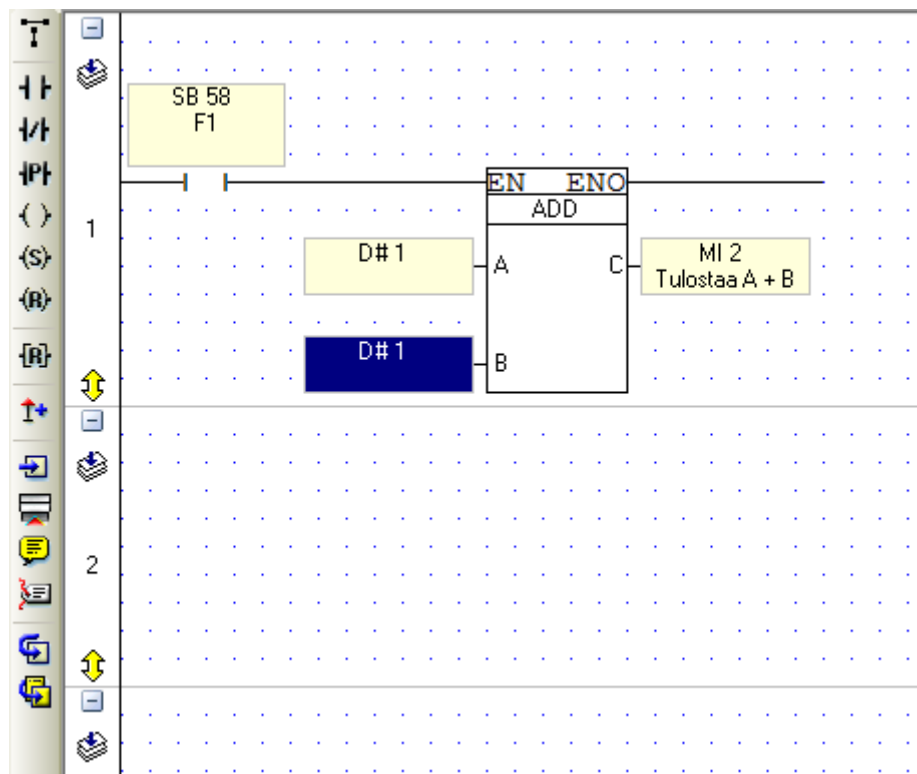 SB 58
F1
EN ENO
ADD
1
D# 1
A
C
MI 2
Tulostaa A + B
D# 1
B
2
P
(S)
(R)
[R]